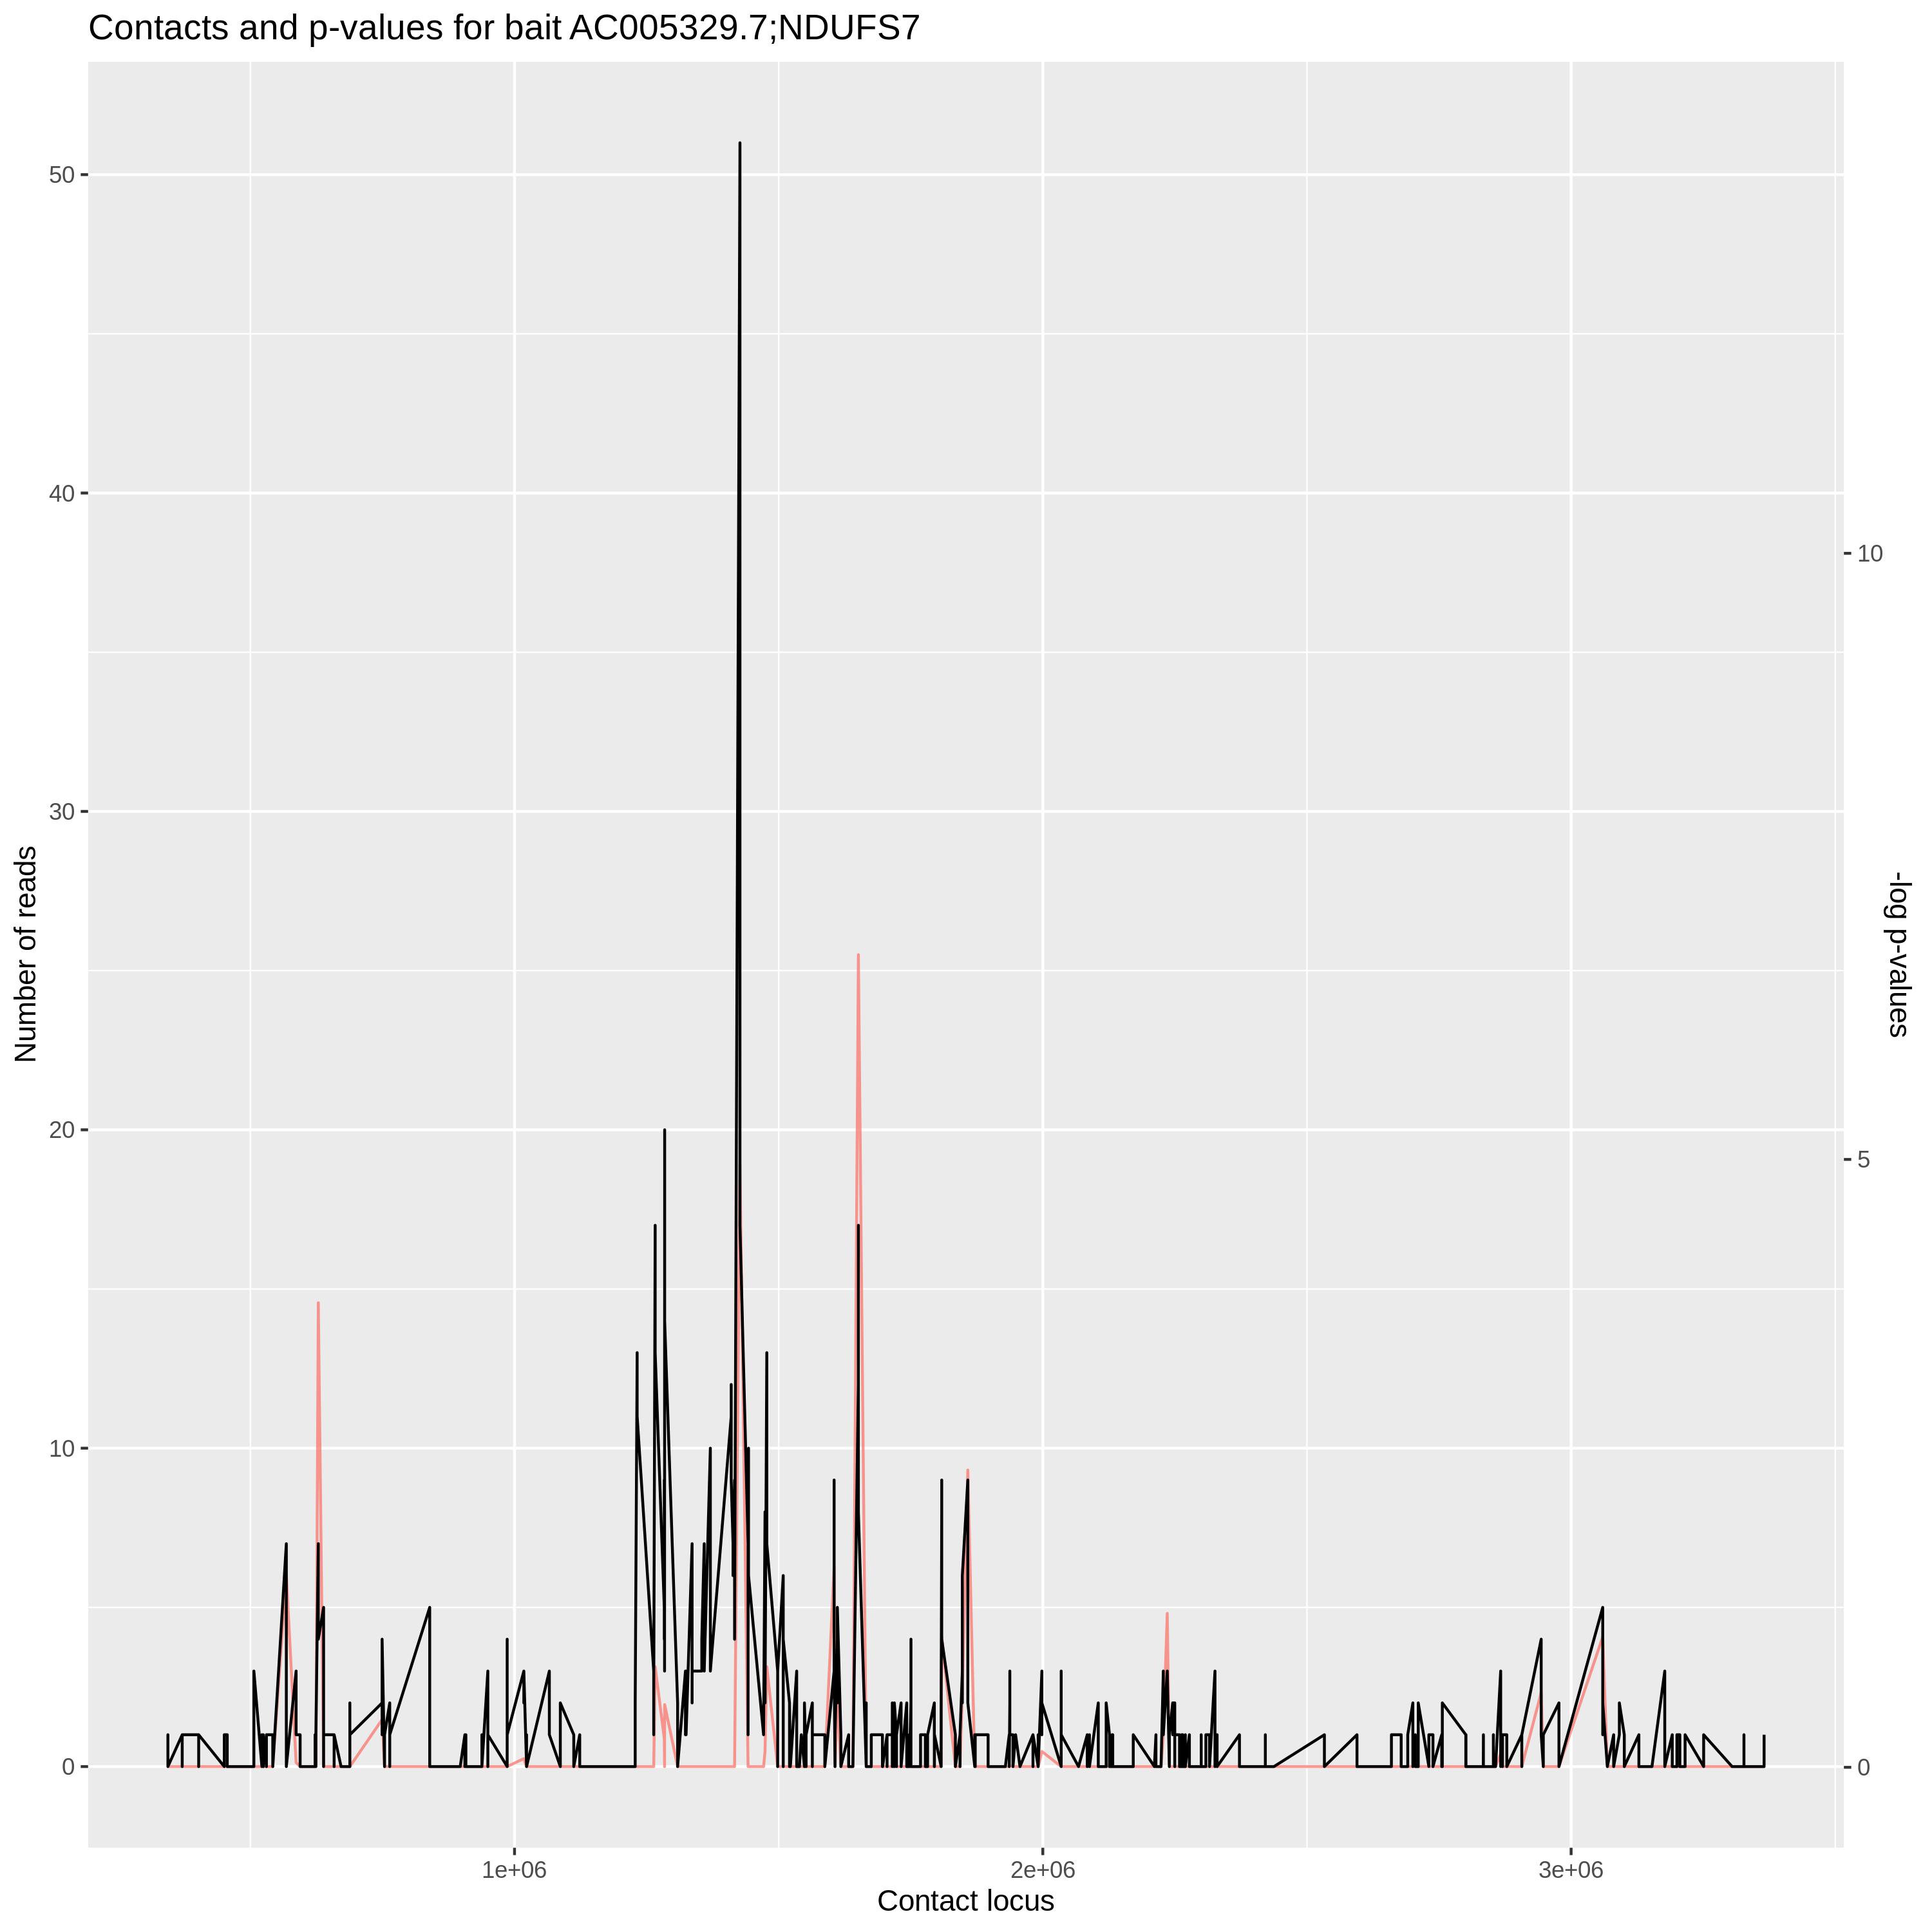 Contacts and p-values for bait AC005329.7;NDUFS7
50
40
30
20
10
0
Number of reads
10
5
0
-log p-values
1e+06
2e+06
3e+06
Contact locus